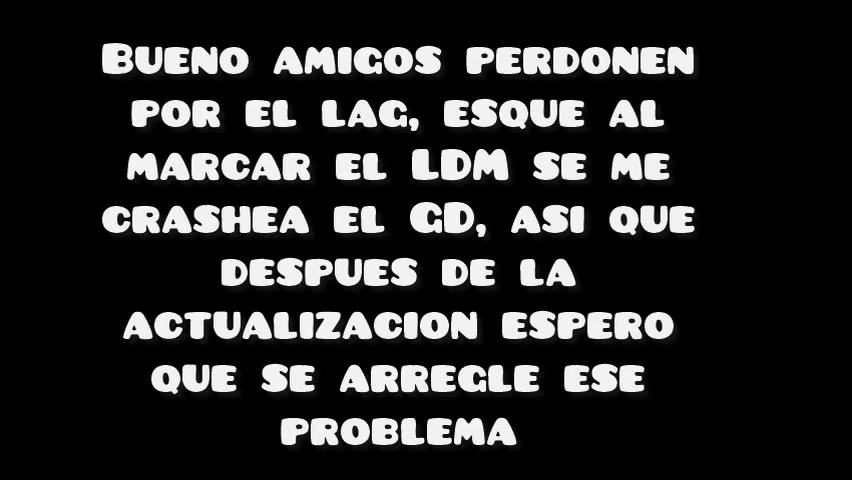 Bueno amigos perdonen
por el lag, esque al
marcar el LDM se me
crashea el GD, asi que
despues de la
actualizacion espero
que se arregle ese
problema